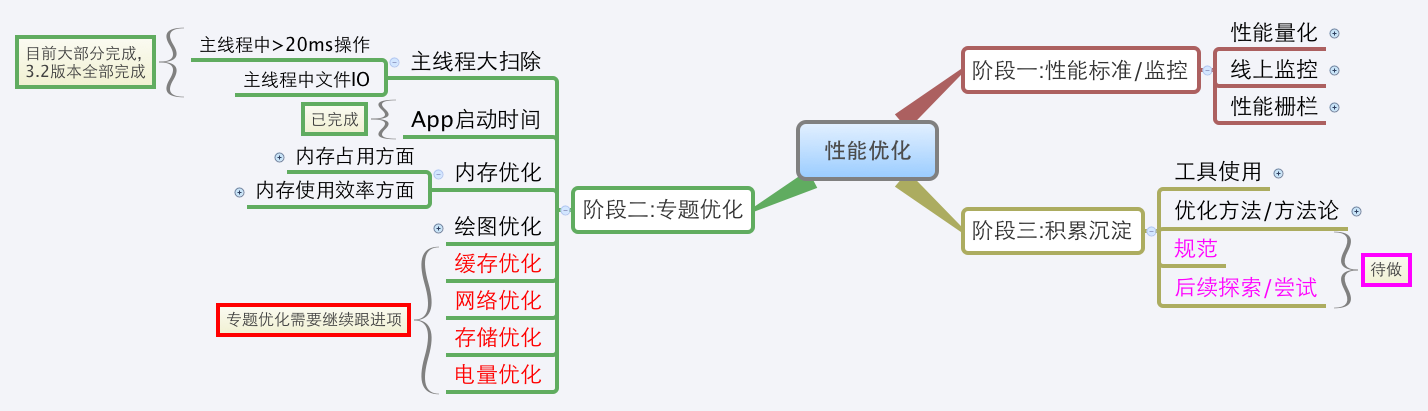 性能优化
阶段一:性能标准/监控
性能量化
线上监控
性能栅栏
阶段二:专题优化
主线程大扫除
主线程中>20ms操作
主线程中文件IO
目前大部分完成,
3.2版本全部完成
App启动时间
已完成
内存优化
内存占用方面
内存使用效率方面
绘图优化
缓存优化
网络优化
存储优化
电量优化
专题优化需要继续跟进项
阶段三:积累沉淀
工具使用
优化方法/方法论
规范
后续探索/尝试
待做